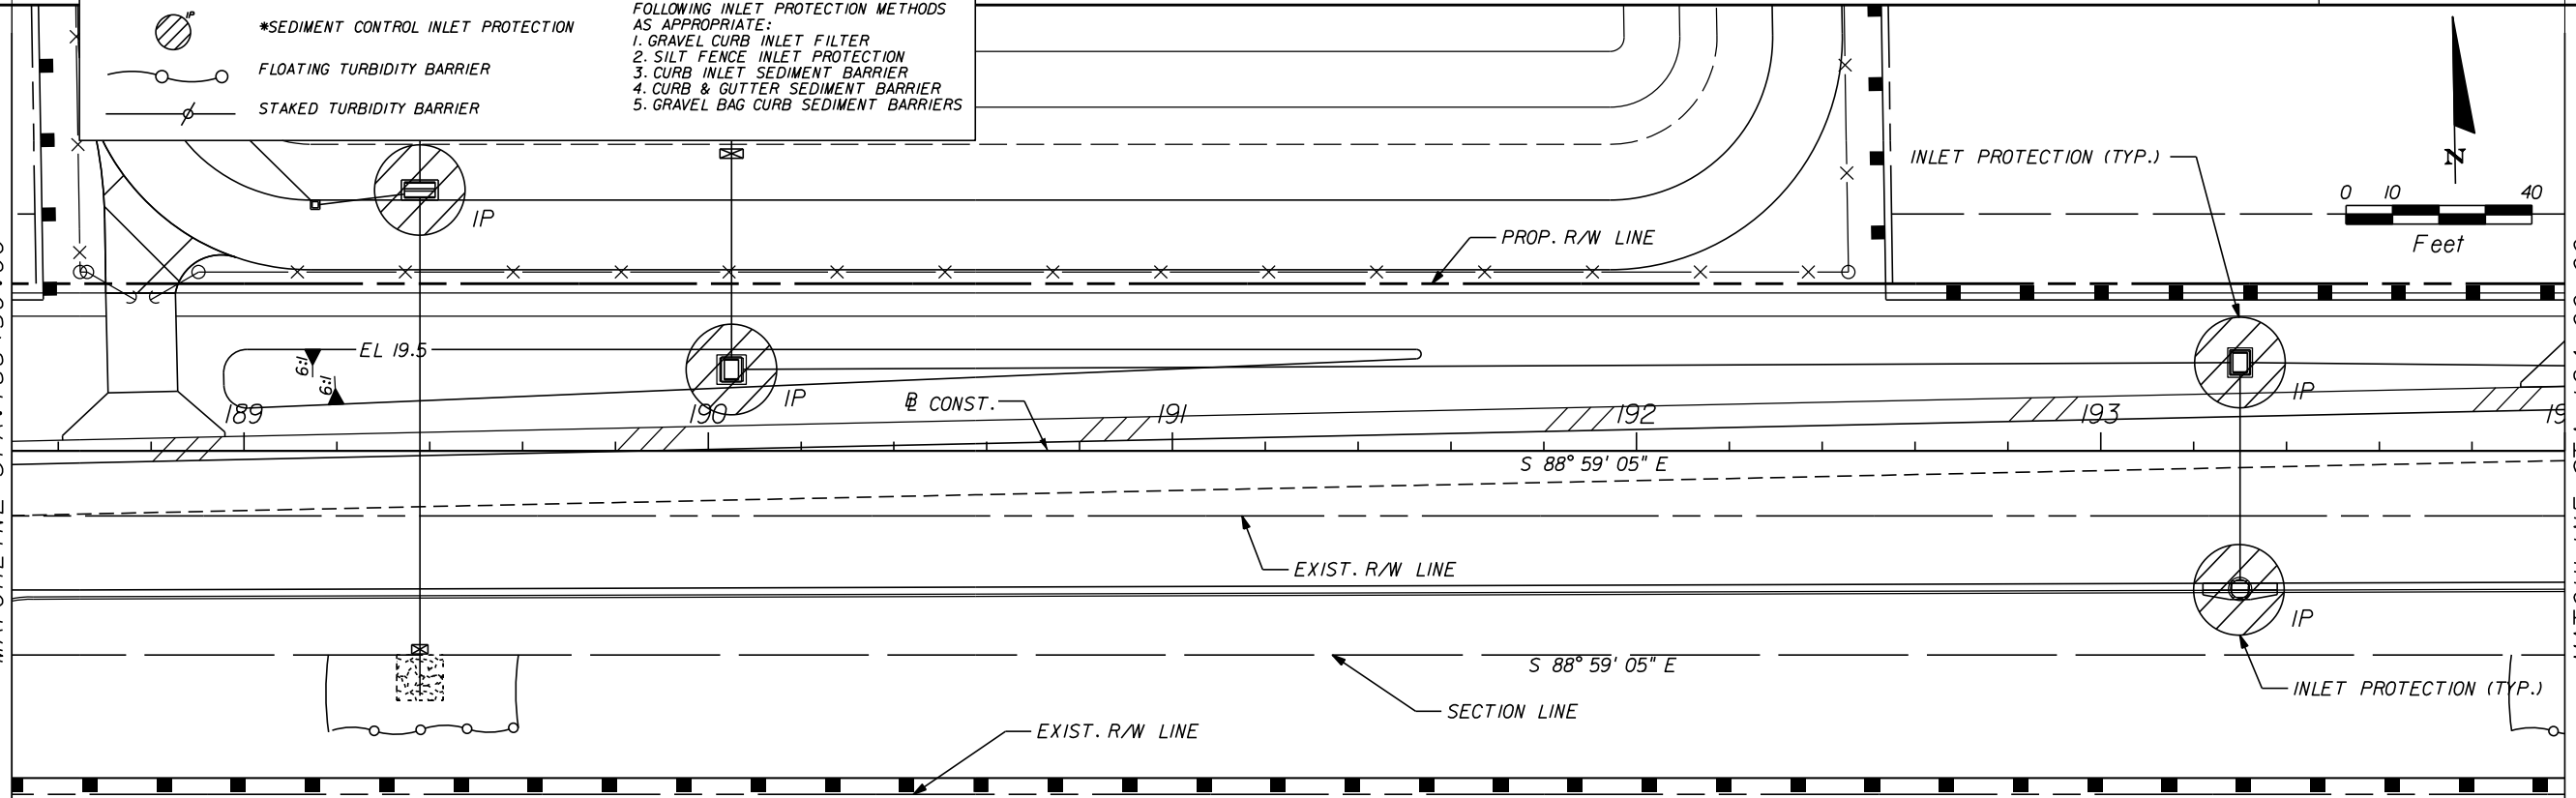 IP
*SEDIMENT CONTROL INLET PROTECTION
FLOATING TURBIDITY BARRIER
STAKED TURBIDITY BARRIER
FOLLOWING INLET PROTECTION METHODS
AS APPROPRIATE:
1. GRAVEL CURB INLET FILTER
2. SILT FENCE INLET PROTECTION
3. CURB INLET SEDIMENT BARRIER
4. CURB & GUTTER SEDIMENT BARRIER
5. GRAVEL BAG CURB SEDIMENT BARRIERS
INLET PROTECTION (TYP.)
N
0 10 40
Feet
IP
PROP. R/W LINE
EL 19.5
6:1
6:1
IP
IP
BL CONST.
189 190 191 192 193
S 88° 59' 05" E
EXIST. R/W LINE
IP
S 88° 59' 05" E
SECTION LINE
INLET PROTECTION (TYP.)
EXIST. R/W LINE